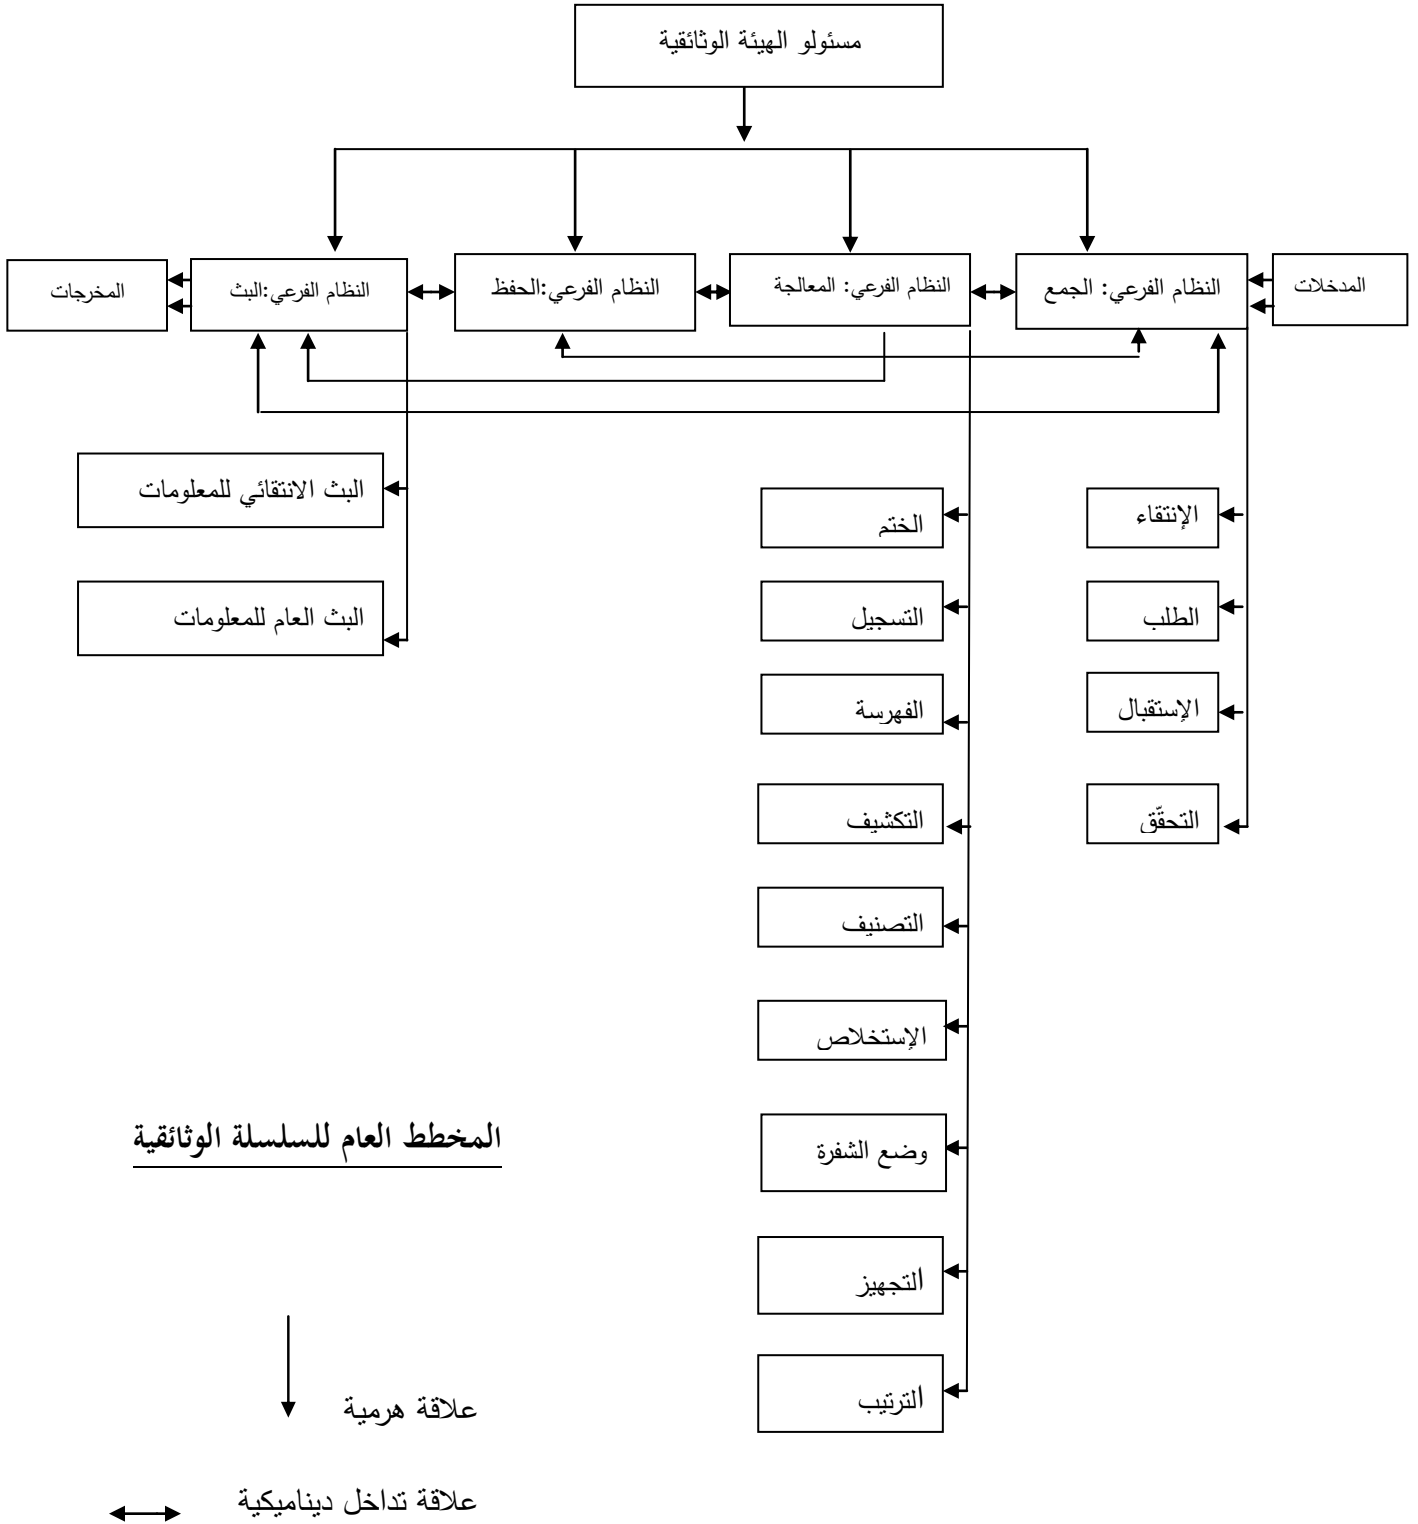 مسئولو الهيئة الوثائقية
المدخلات
النظام الفرعي: الجمع
النظام الفرعي: المعالجة
النظام الفرعي:الحفظ
النظام الفرعي:البث
المخرجات
الإنتقاء
الطلب
الإستقبال
التحقّق
الختم
التسجيل
الفهرسة
التكشيف
التصنيف
الإستخلاص
وضع الشفرة
التجهيز
الترتيب
البث الانتقائي للمعلومات
البث العام للمعلومات
المخطط العام للسلسلة الوثائقية
علاقة هرمية
علاقة تداخل ديناميكية